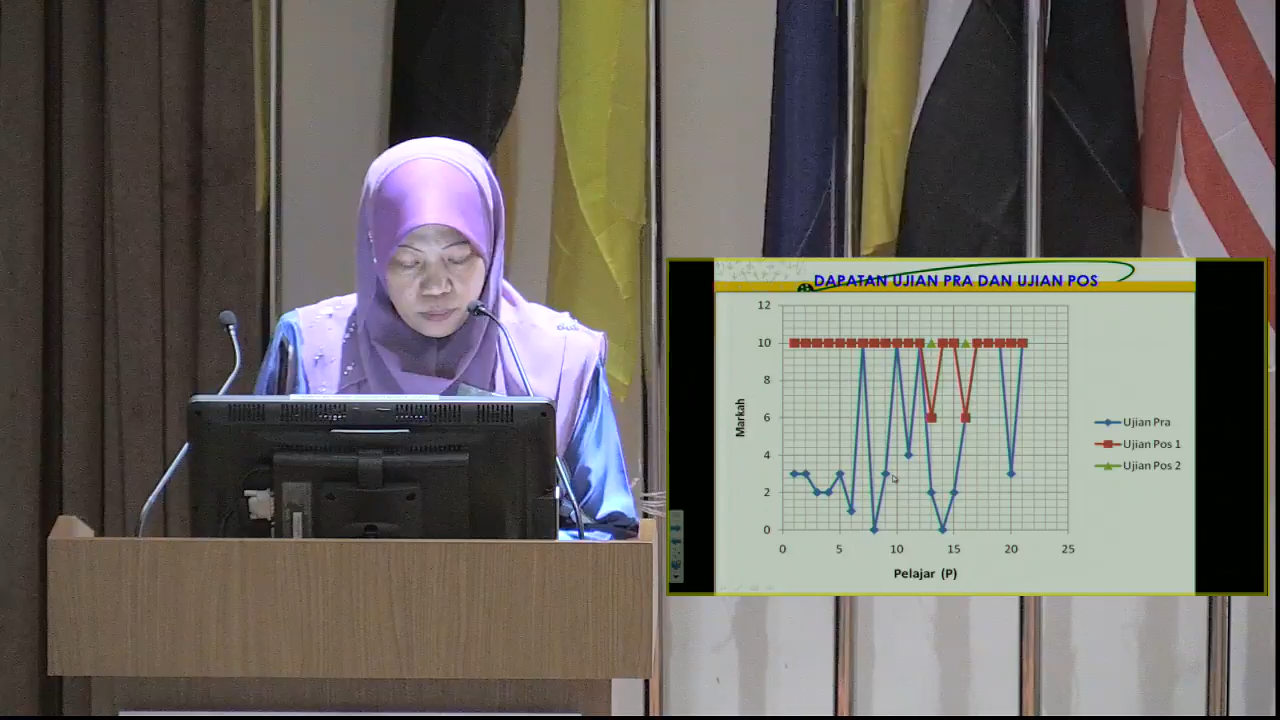 DAPATAN UJIAN PRA DAN UJIAN POS
12
10
8
6
4
2
0
Markah
0 5 10 15 20 25
Pelajar (P)
Ujian Pra
Ujian Pos 1
Ujian Pos 2